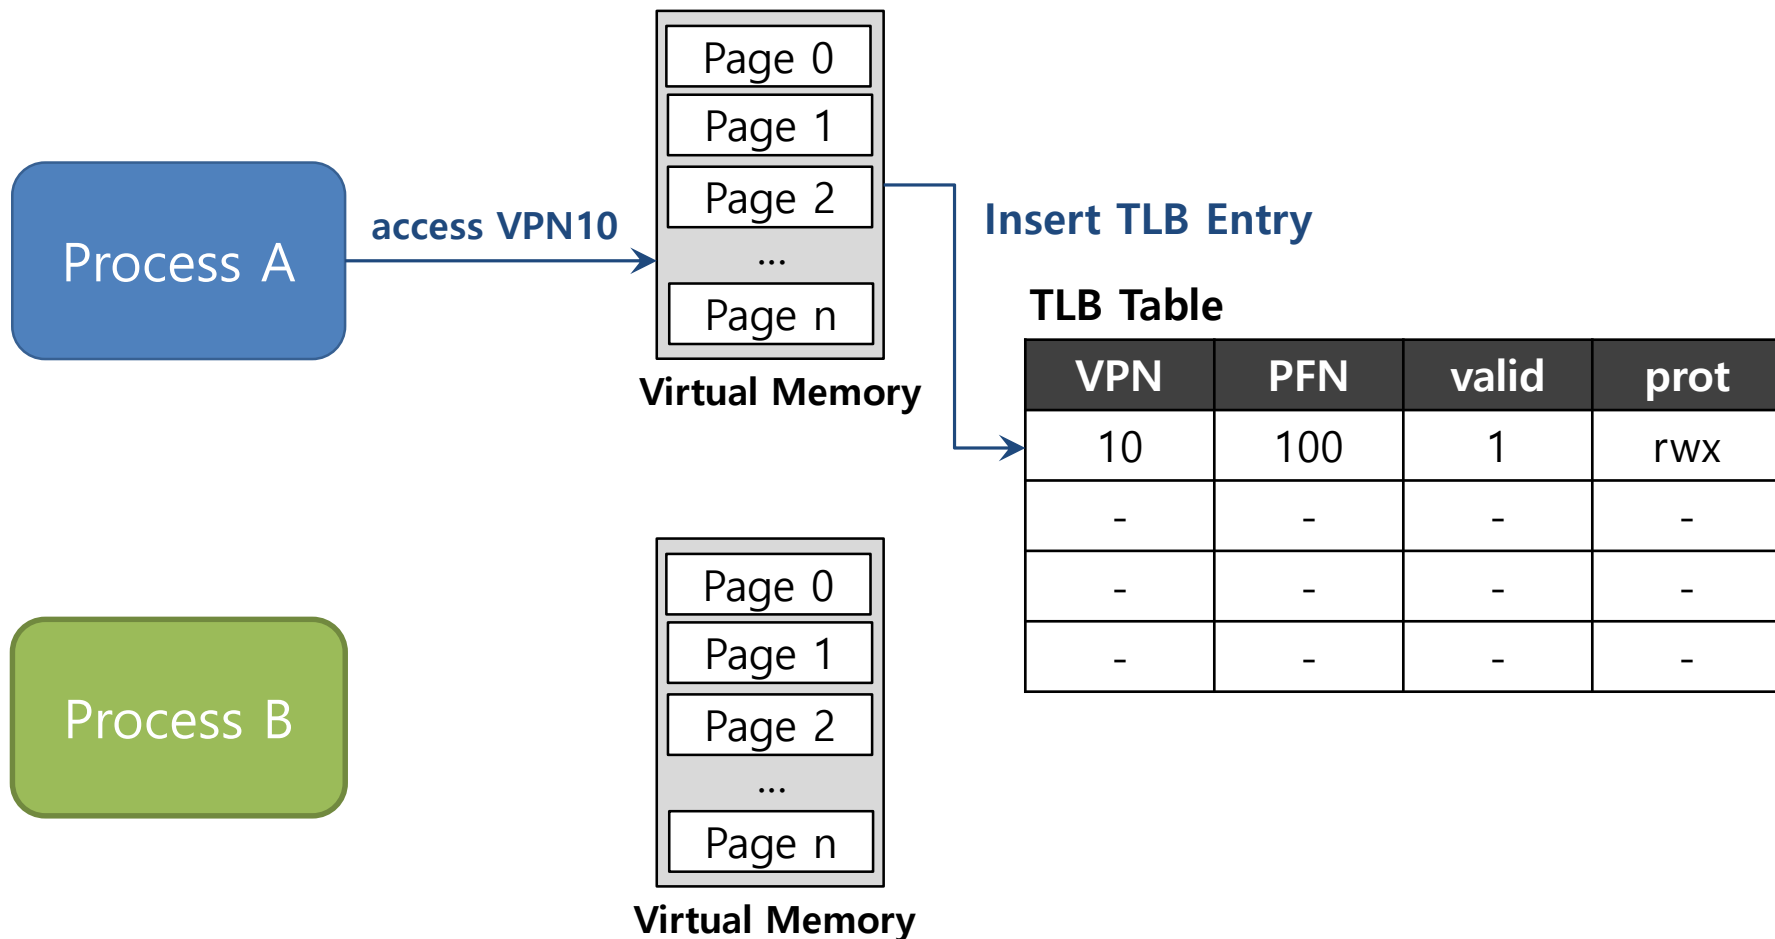 Page 0
Page 1
Page 2
...
Page n
Virtual Memory
Process A
access VPN10
Insert TLB Entry
TLB Table
VPN PFN valid prot
10 100 1 rwx
- - - -
- - - -
- - - -
Process B
Page 0
Page 1
Page 2
...
Page n
Virtual Memory